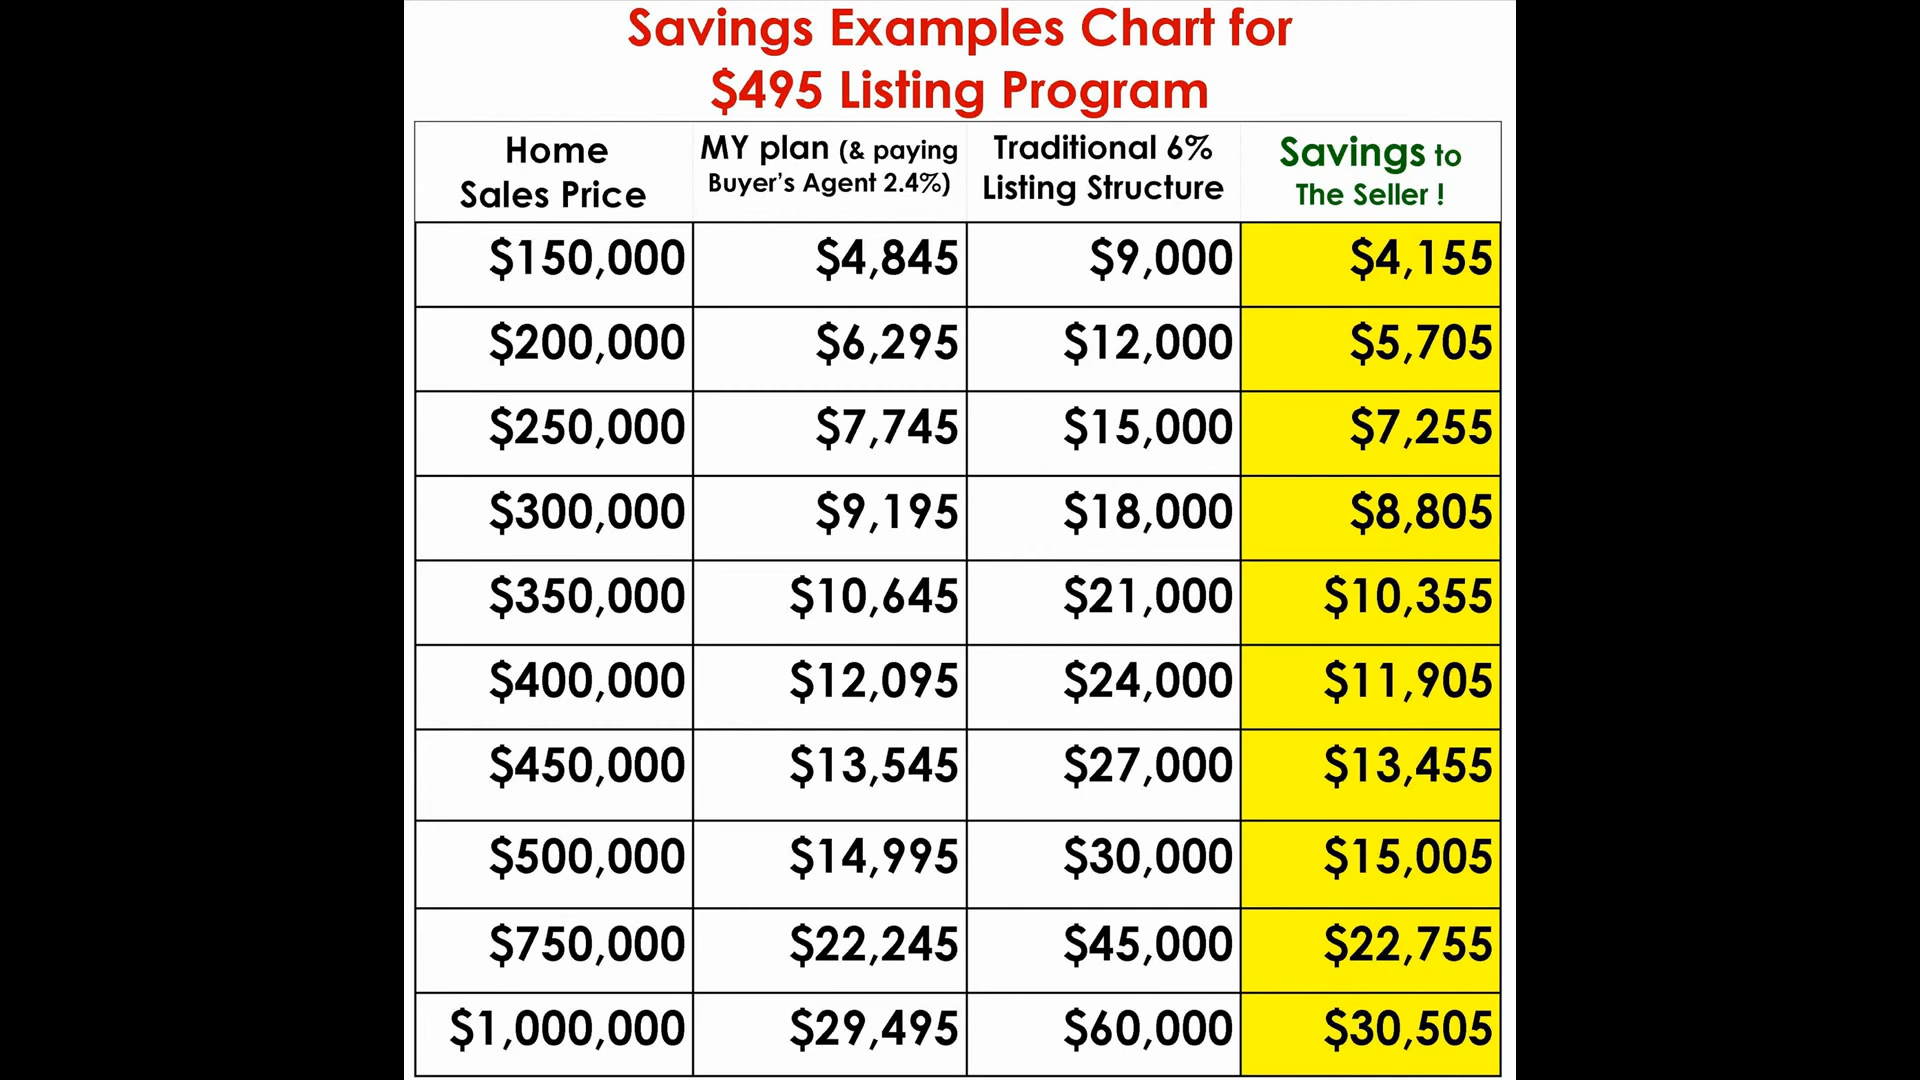 Savings Examples Chart for
$495 Listing Program
Home
Sales Price
MY plan (& paying
Buyer's Agent 2.4%)
Traditional 6%
Listing Structure
Savings to
The Seller !
$150,000 $4,845 $9,000 $4,155
$200,000 $6,295 $12,000 $5,705
$250,000 $7,745 $15,000 $7,255
$300,000 $9,195 $18,000 $8,805
$350,000 $10,645 $21,000 $10,355
$400,000 $12,095 $24,000 $11,905
$450,000 $13,545 $27,000 $13,455
$500,000 $14,995 $30,000 $15,005
$750,000 $22,245 $45,000 $22,755
$1,000,000 $29,495 $60,000 $30,505